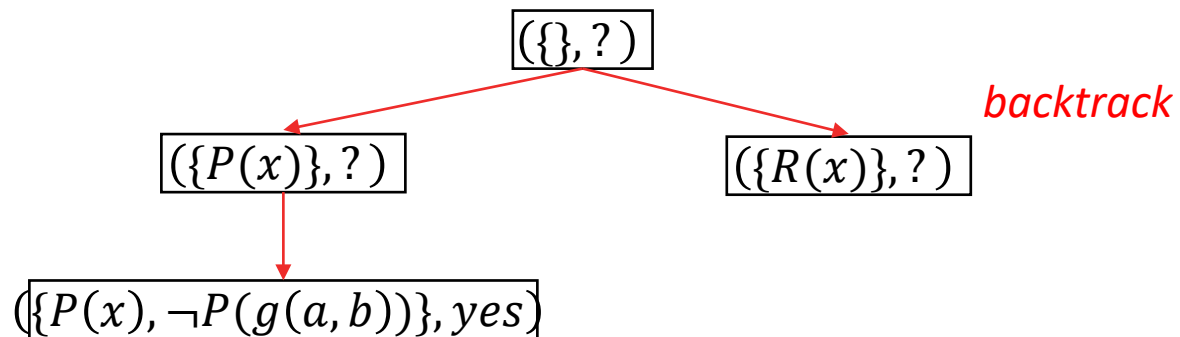 ({}, ? )
backtrack
({P(x)}, ? )
({R(x)}, ? )
({P(x), ¬P(g(a, b))}, yes)